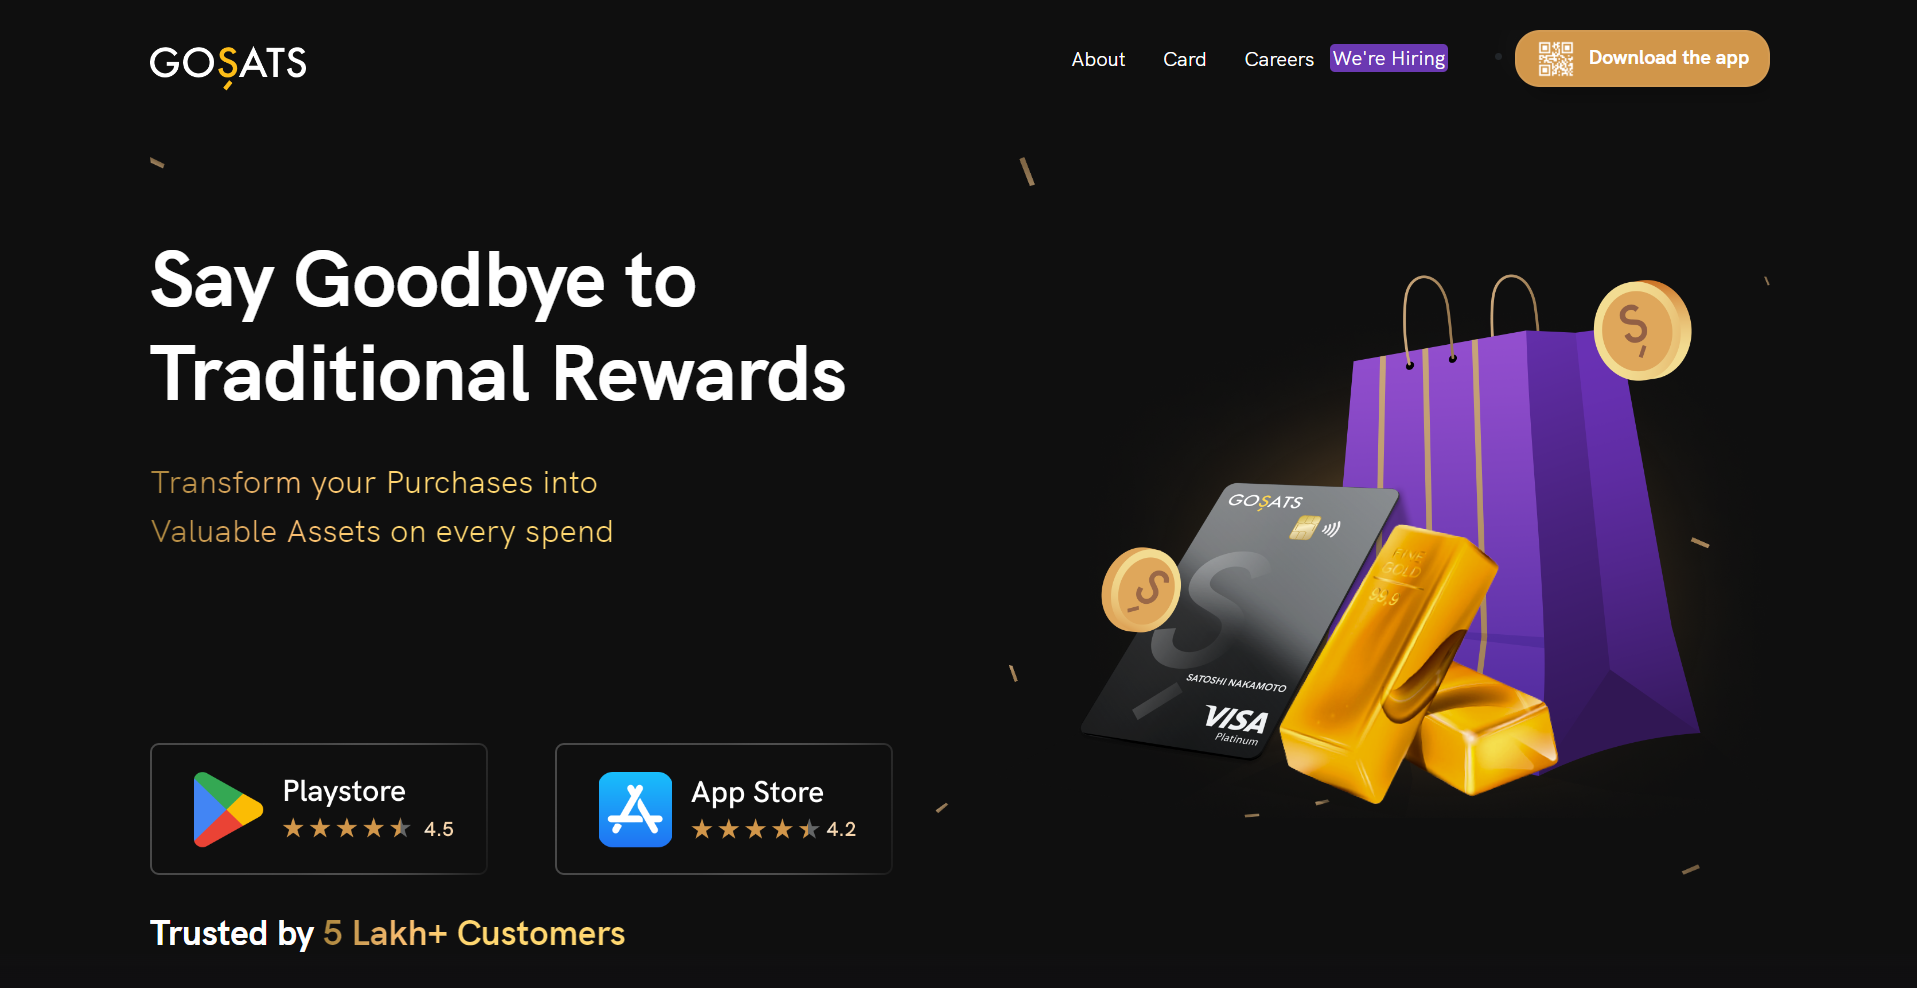 GOSATS
About
Card
Careers
We're Hiring
Download the app
Say Goodbye to
Traditional Rewards
Transform your Purchases into
Valuable Assets on every spend
Playstore
4.5
App Store
4.2
Trusted by 5 Lakh+ Customers
GOSATS
SATOSHI NAKAMOTO
VISA
Platinum
FINE
GOLD
99,9